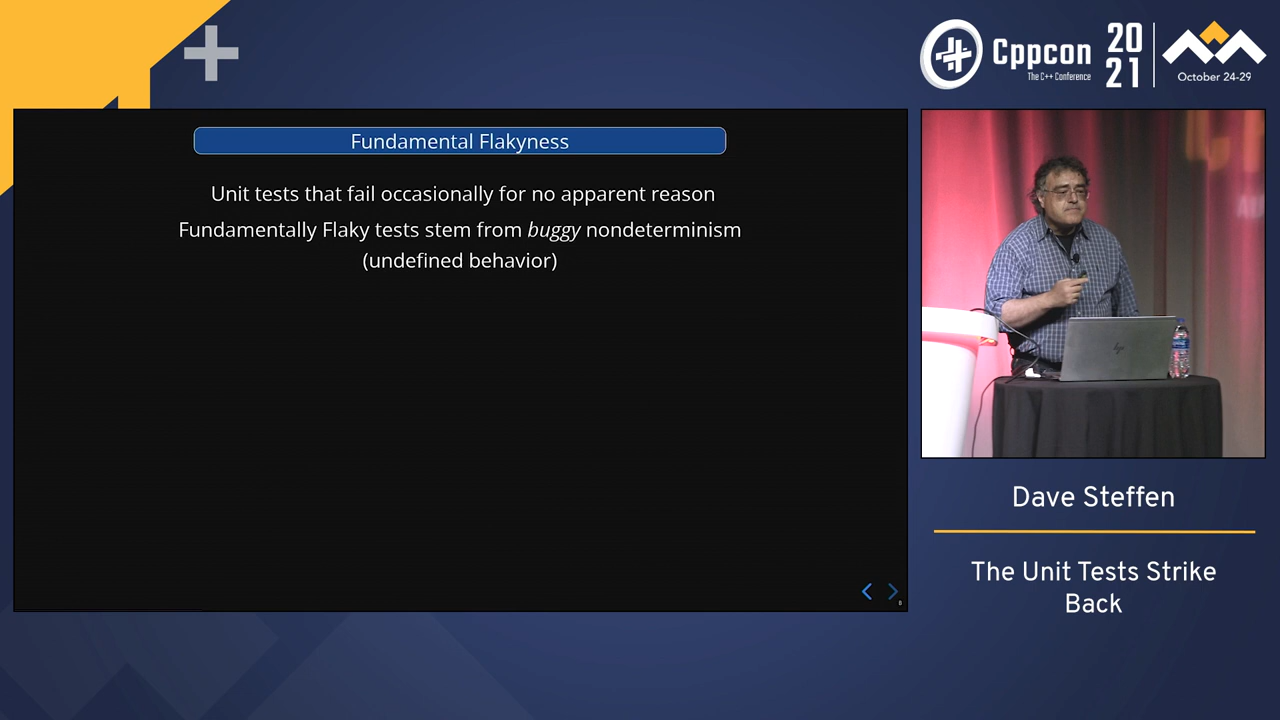 Cppcon
The C++ Conference
20
21
October 24-29
Fundamental Flakyness
Unit tests that fail occasionally for no apparent reason
Fundamentally Flaky tests stem from buggy nondeterminism
(undefined behavior)
Dave Steffen
The Unit Tests Strike
Back